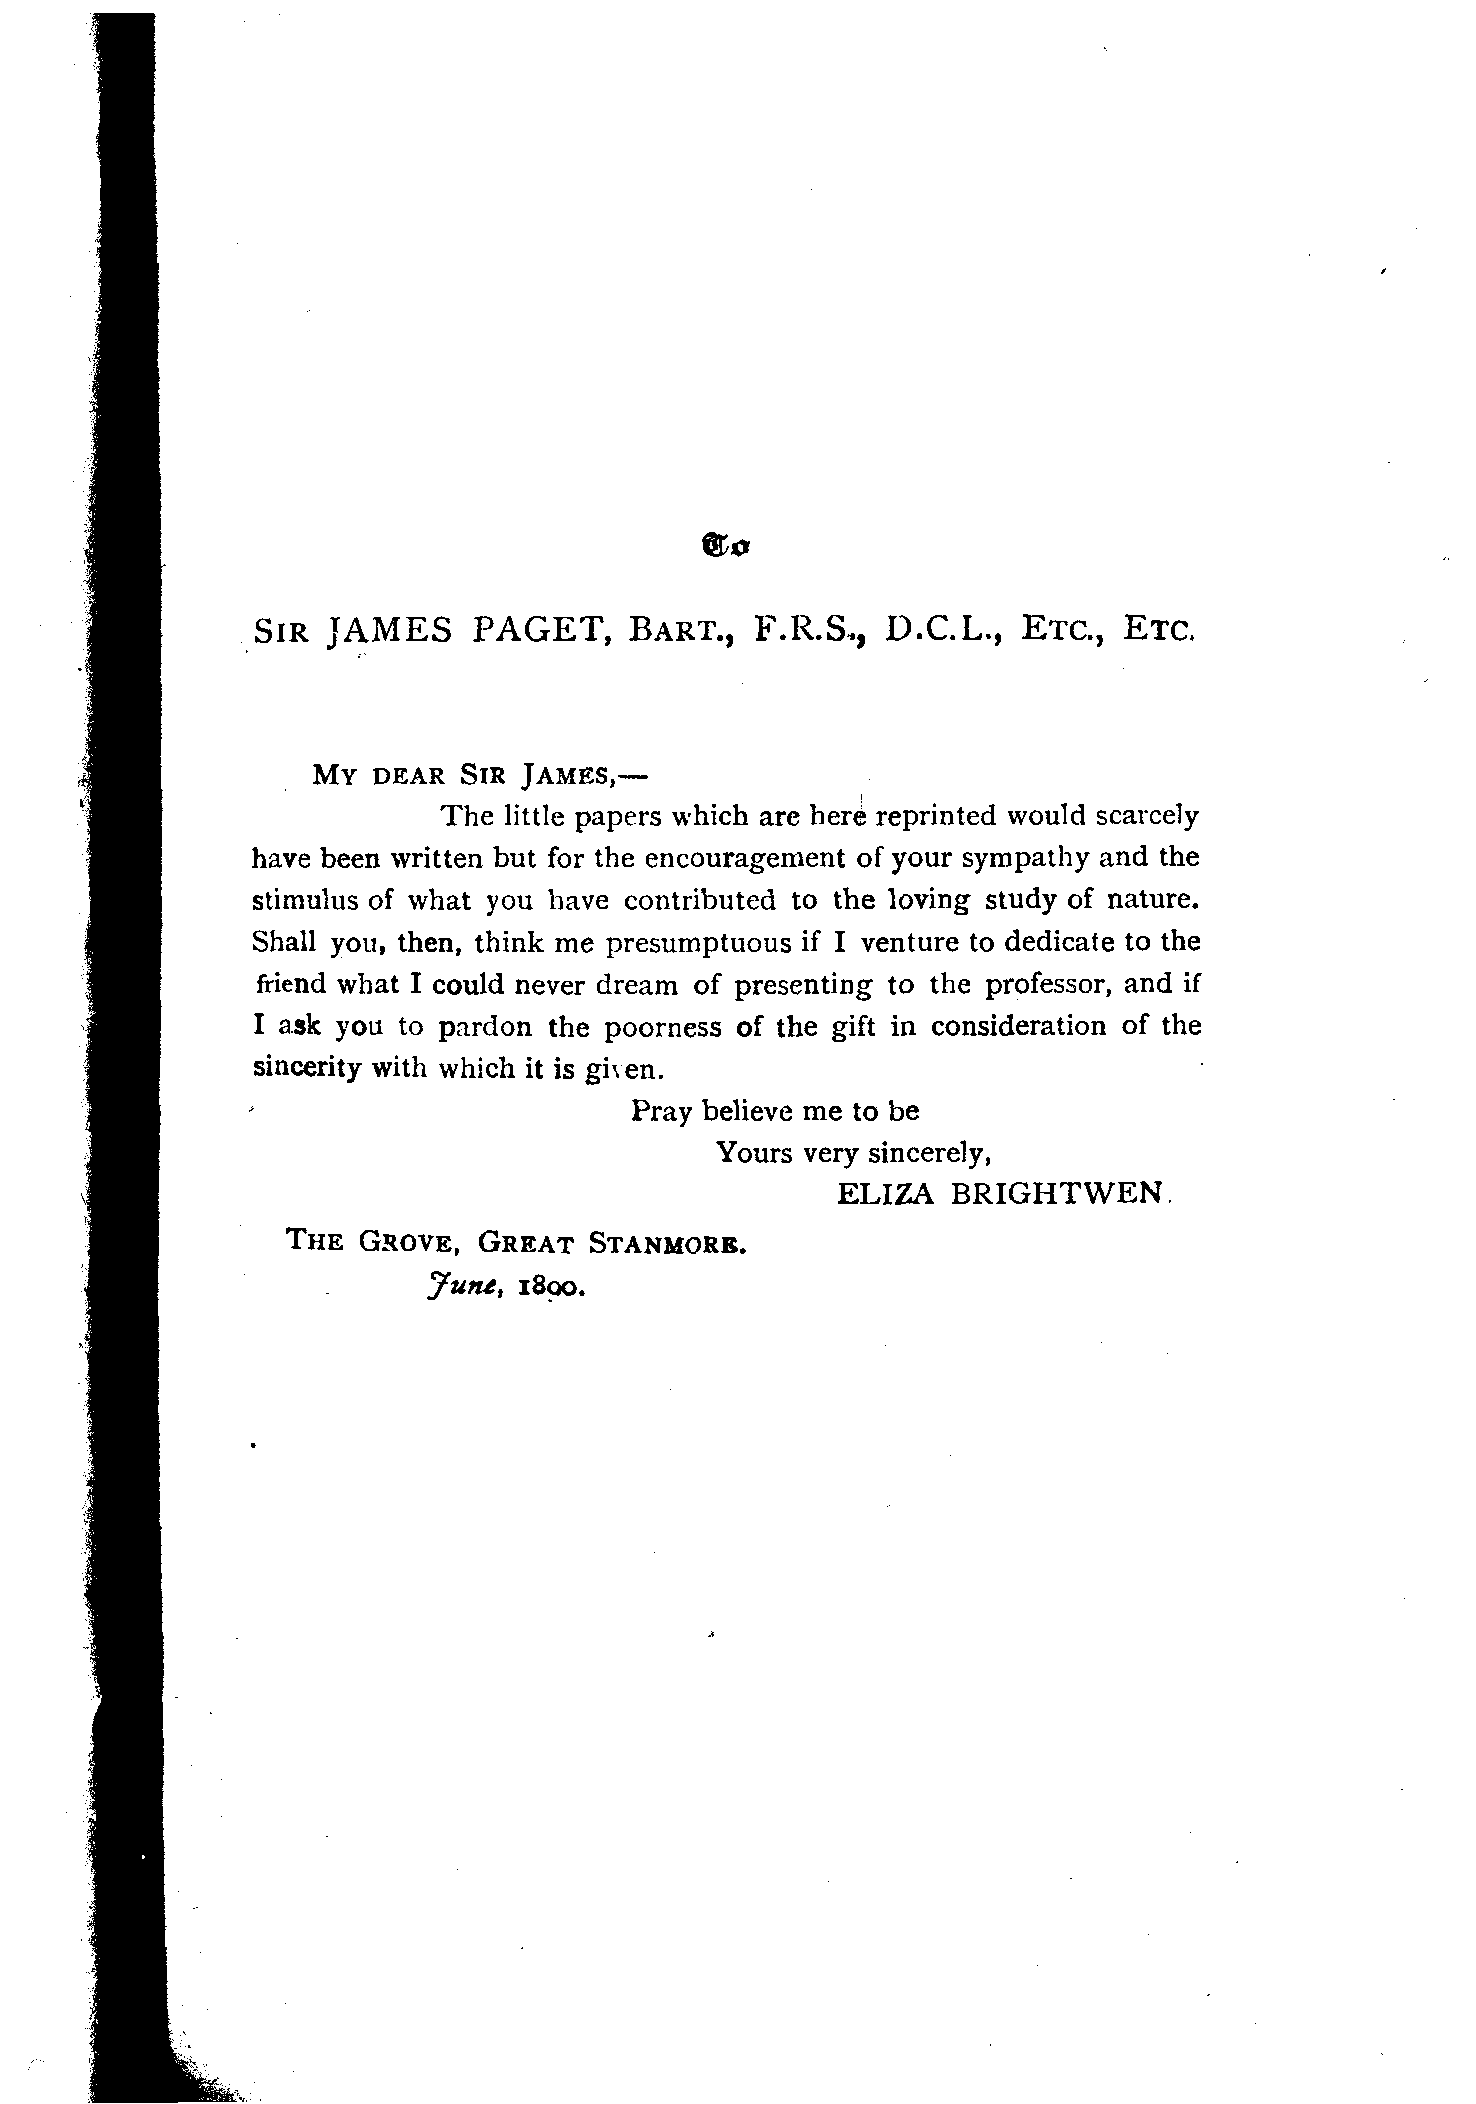 To
SIR JAMES PAGET, BART., F.R.S., D.C.L., ETC., ETC.
MY DEAR SIR JAMES,—
The little papers which are here reprinted would scarcely
have been written but for the encouragement of your sympathy and the
stimulus of what you have contributed to the loving study of nature.
Shall you, then, think me presumptuous if I venture to dedicate to the
friend what I could never dream of presenting to the professor, and if
I ask you to pardon the poorness of the gift in consideration of the
sincerity with which it is given.
Pray believe me to be
Yours very sincerely,
ELIZA BRIGHTWEN.
THE GROVE, GREAT STANMORE.
June, 1890.